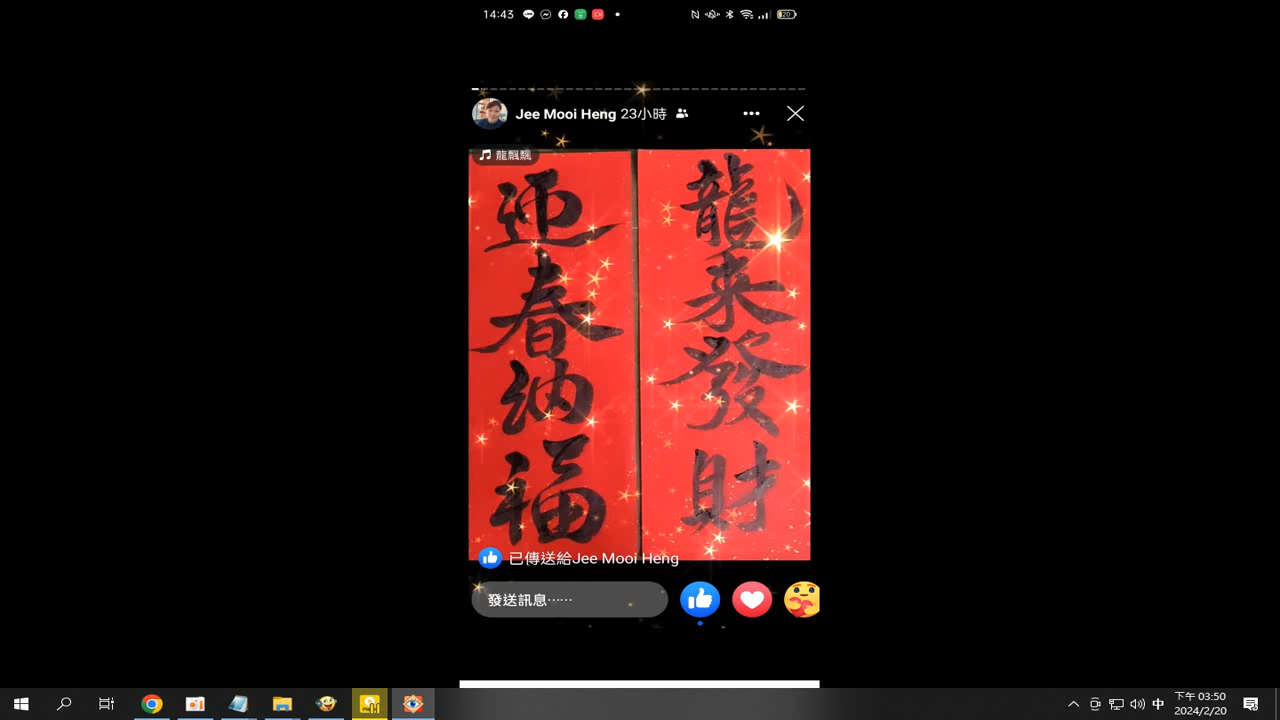 14:43
20
Jee Mooi Heng 23小時
龍飄飄
龍来發財
迎春納福
已傳送給Jee Mooi Heng
發送訊息……
中
下午 03:50
2024/2/20